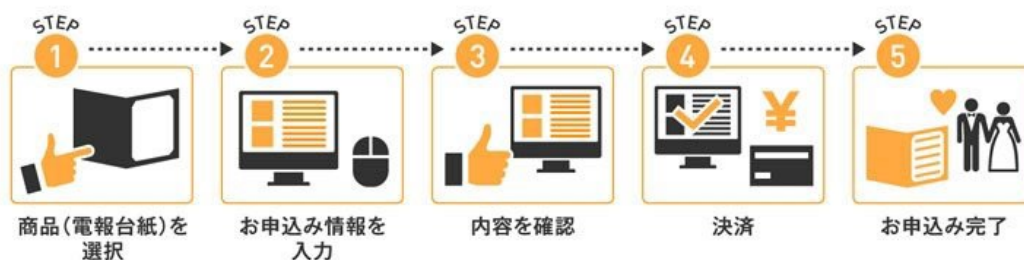 STEP
1
商品(電報台紙)を
選択
STEP
2
お申込み情報を
入力
STEP
3
内容を確認
STEP
4
¥
決済
STEP
5
お申込み完了